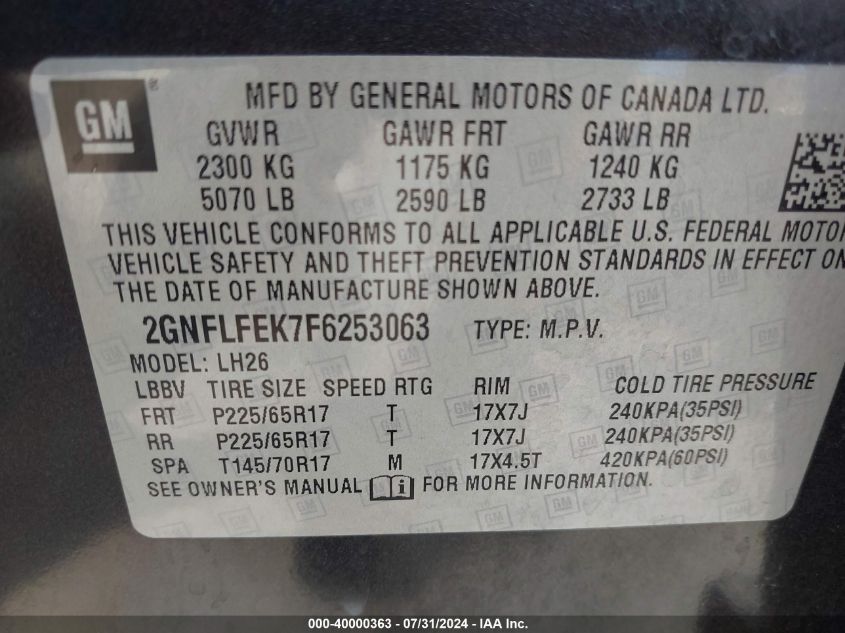 GM ®
MFD BY GENERAL MOTORS OF CANADA LTD.
GVWR GAWR FRT GAWR RR
2300 KG 1175 KG 1240 KG
5070 LB 2590 LB 2733 LB
THIS VEHICLE CONFORMS TO ALL APPLICABLE U.S. FEDERAL MOTOR
VEHICLE SAFETY AND THEFT PREVENTION STANDARDS IN EFFECT ON
THE DATE OF MANUFACTURE SHOWN ABOVE.
2GNFLFEK7F6253063 TYPE: M.P.V.
MODEL: LH26
LBBV TIRE SIZE SPEED RTG RIM COLD TIRE PRESSURE
FRT P225/65R17 T 17X7J 240KPA(35PSI)
RR P225/65R17 T 17X7J 240KPA(35PSI)
SPA T145/70R17 M 17X4.5T 420KPA(60PSI)
SEE OWNER'S MANUAL i FOR MORE INFORMATION.
000-40000363 - 07/31/2024 - IAA Inc.